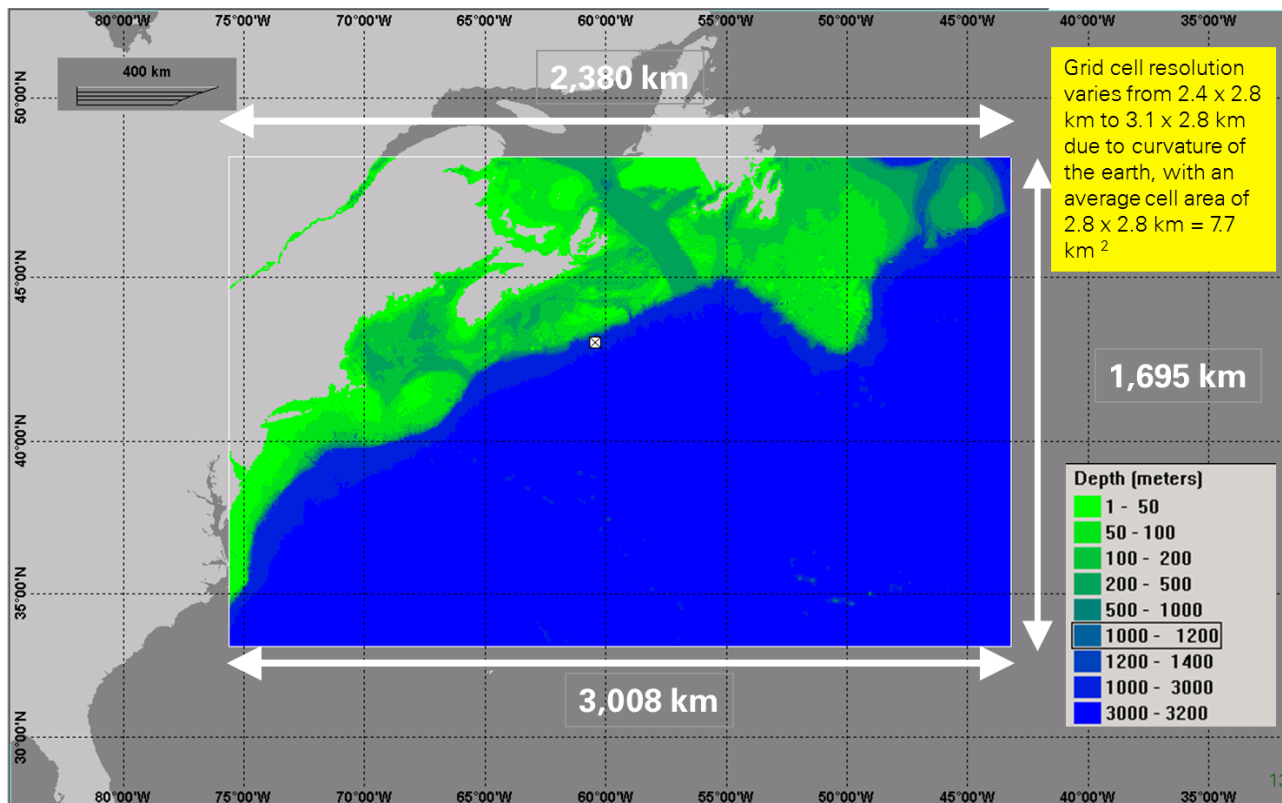 80°00'W 75°00'W 70°00'W 65°00'W 60°00'W 55°00'W 50°00'W 45°00'W 40°00'W 35°00'W
400 km
2,380 km
Grid cell resolution
varies from 2.4 x 2.8
km to 3.1 x 2.8 km
due to curvature of
the earth, with an
average cell area of
2.8 x 2.8 km = 7.7
km 2
50°00'N
45°00'N
40°00'N
35°00'N
30°00'N
1,695 km
Depth (meters)
1 - 50
50 - 100
100 - 200
200 - 500
500 - 1000
1000 - 1200
1200 - 1400
1000 - 3000
3000 - 3200
3,008 km
80°00'W 75°00'W 70°00'W 65°00'W 60°00'W 55°00'W 50°00'W 45°00'W 40°00'W 35°00'W